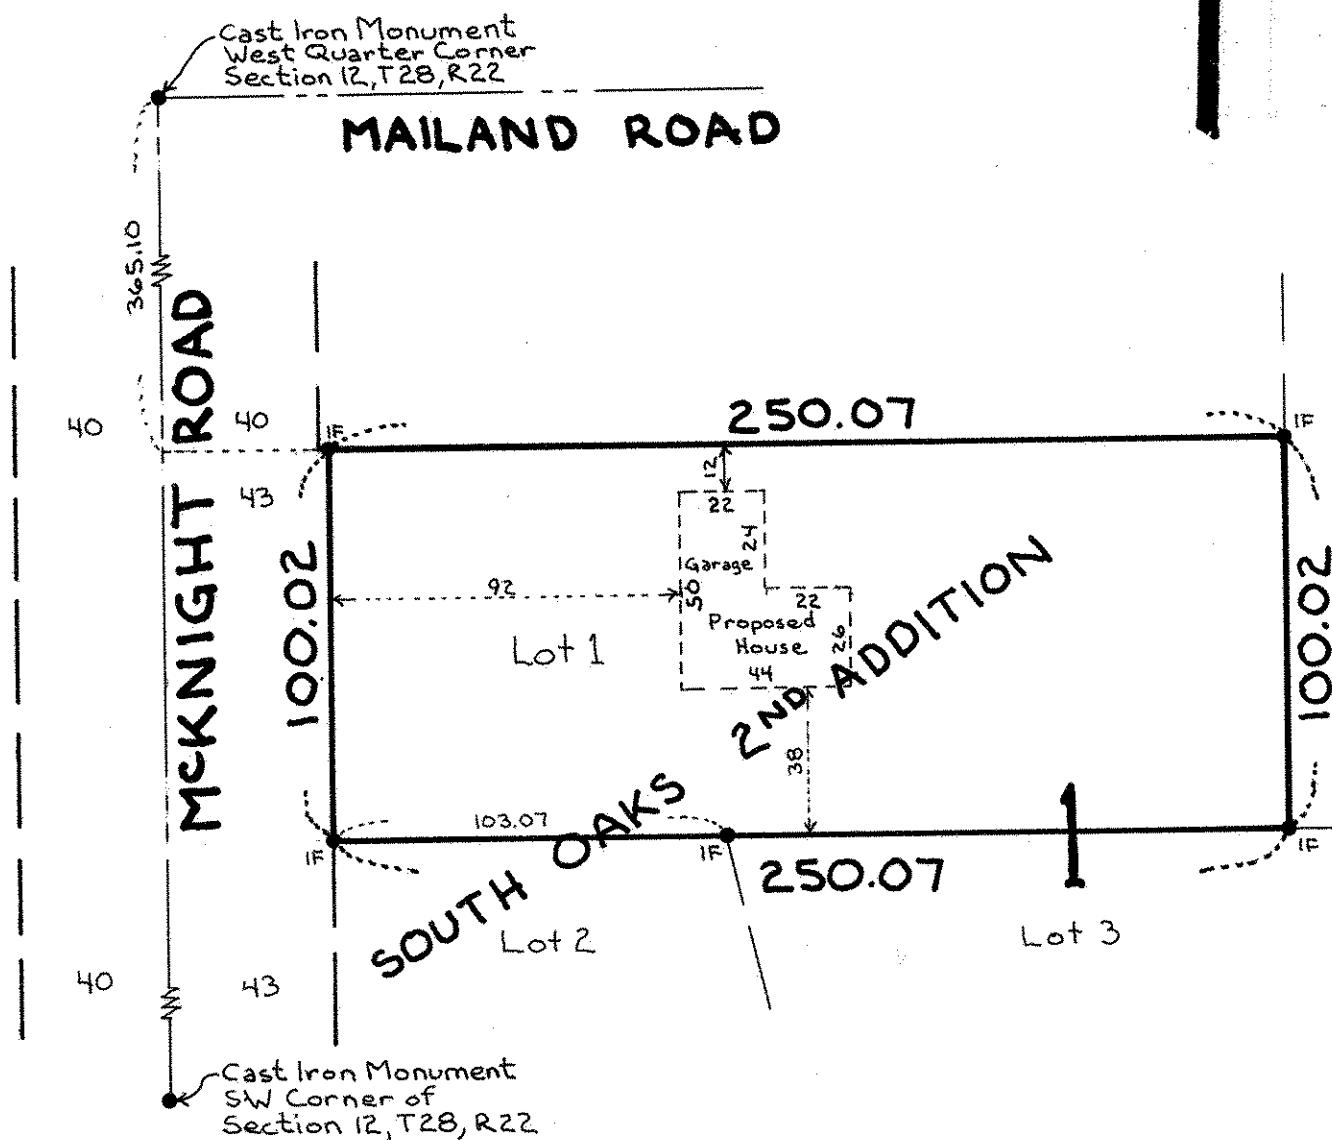 Cast Iron Monument
West Quarter Corner
Section 12, T28, R22
MAILAND ROAD
365.10
McKNIGHT ROAD
40
40
43
IF
250.07
IF
12
22
24
Garage
50
92
22
Proposed
House
26
44
Lot 1
100.02
100.02
38
SOUTH OAKS 2ND ADDITION
103.07
IF
IF
250.07
1
IF
Lot 2
Lot 3
40
43
Cast Iron Monument
SW Corner of
Section 12, T28, R22